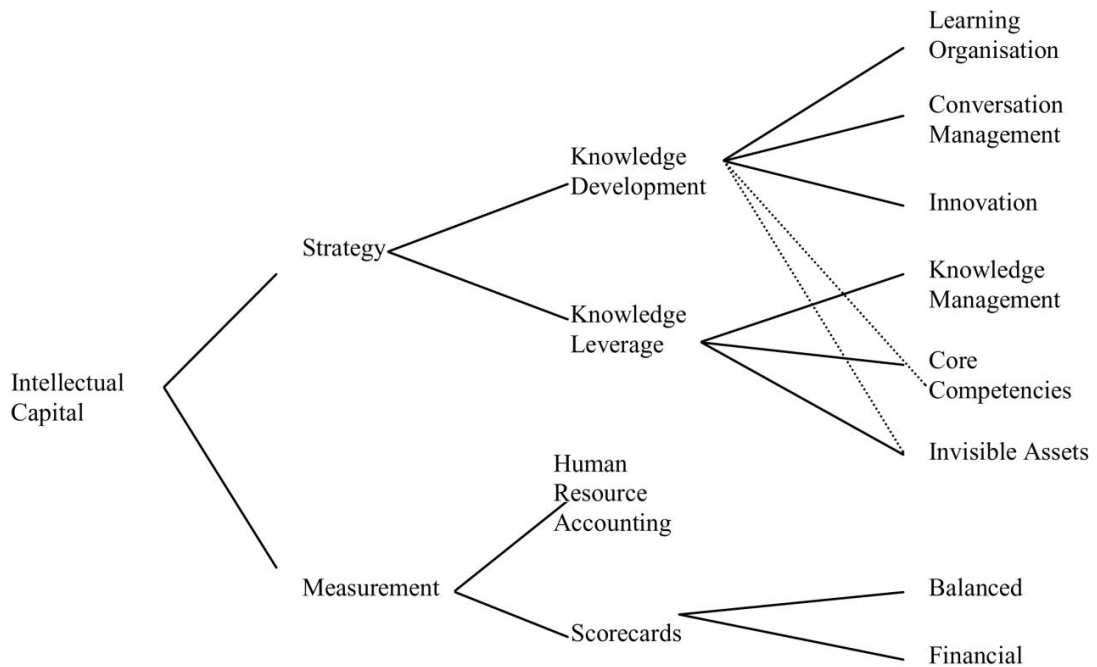 Learning
Organisation
Conversation
Management
Knowledge
Development
Innovation
Strategy
Knowledge
Management
Knowledge
Leverage
Core
Competencies
Intellectual
Capital
Invisible Assets
Human
Resource
Accounting
Measurement
Balanced
Scorecards
Financial